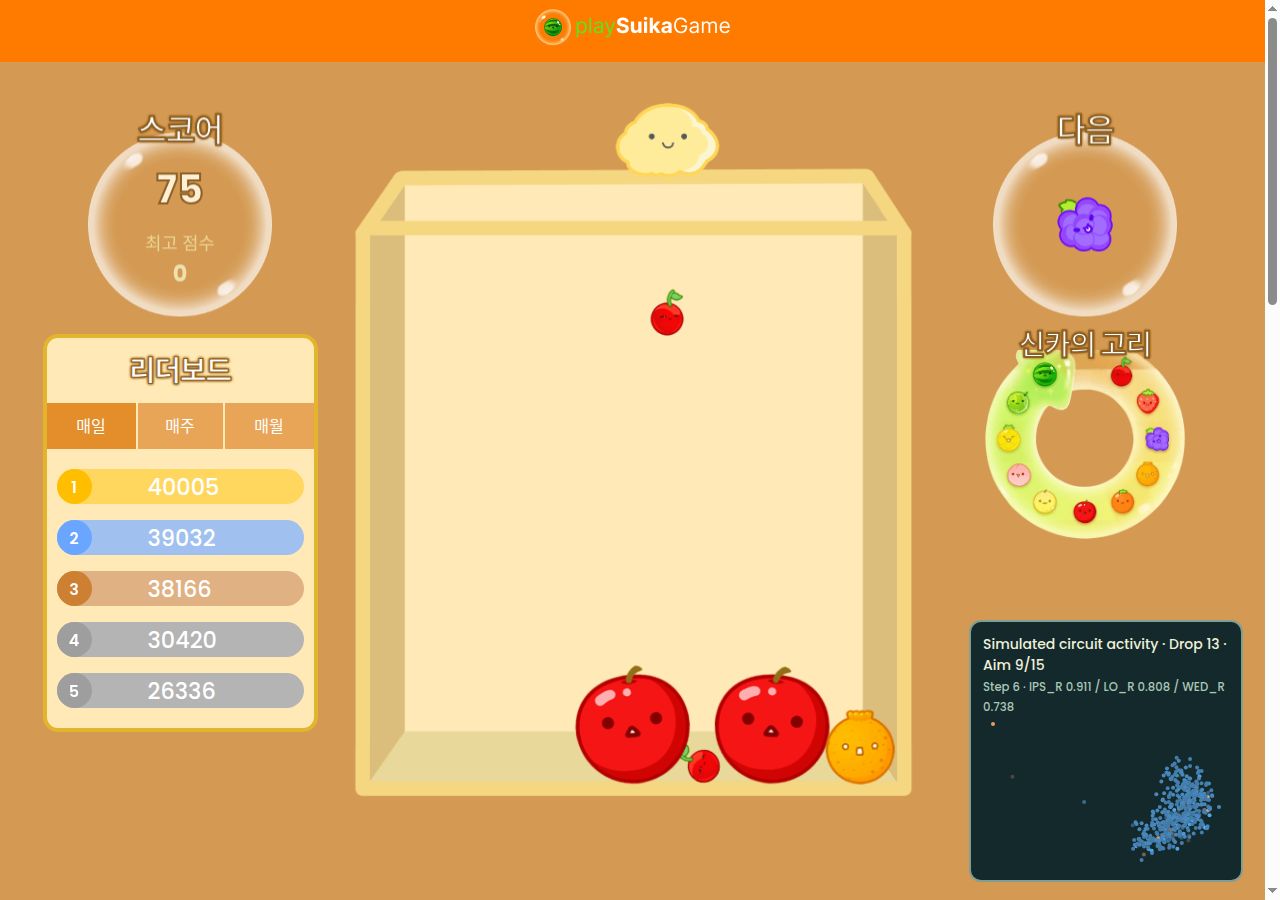 playSuikaGame
스코어
75
최고 점수
0
다음
신카의 고리
리더보드
매일 매주 매월
1 40005
2 39032
3 38166
4 30420
5 26336
Simulated circuit activity · Drop 13 ·
Aim 9/15
Step 6 · IPS_R 0.911 / LO_R 0.808 / WED_R
0.738